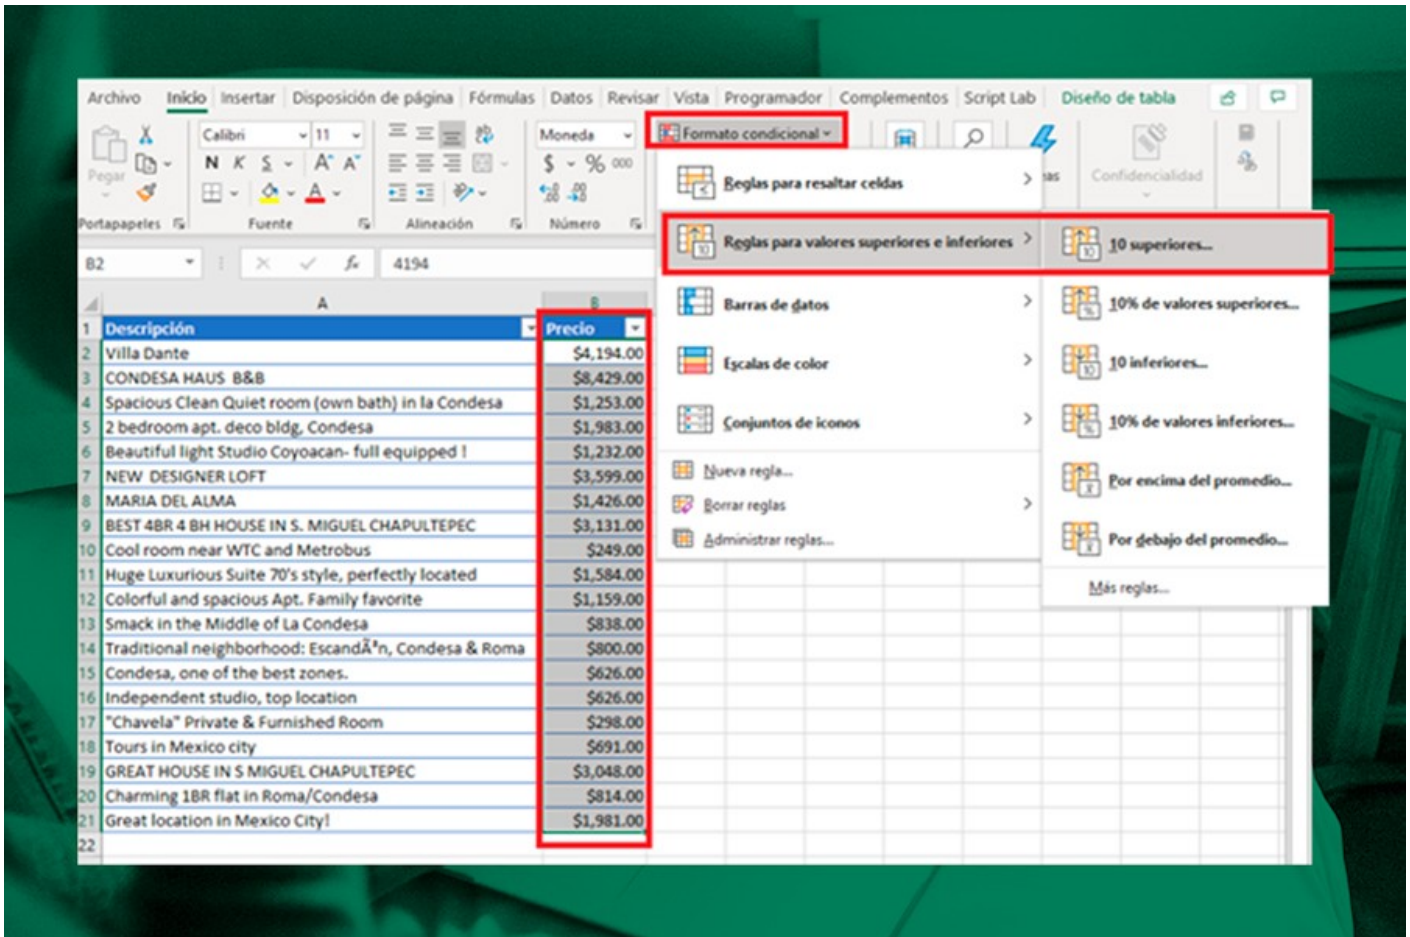 Archivo Inicio Insertar Disposición de página Fórmulas Datos Revisar Vista Programador Complementos Script Lab Diseño de tabla
Calibri 11 Moneda Formato condicional
Pegar N K S A A $ % 000
Confidencialidad
Portapapeles Fuente Alineación Número
Reglas para resaltar celdas
Reglas para valores superiores e inferiores
Barras de datos
Escalas de color
Conjuntos de iconos
Nueva regla...
Borrar reglas
Administrar reglas...
10 superiores...
10% de valores superiores...
10 inferiores...
10% de valores inferiores...
Por encima del promedio...
Por debajo del promedio...
Más reglas...
B2 fx 4194
A B
1 Descripción Precio
2 Villa Dante $4,194.00
3 CONDESA HAUS B&B $8,429.00
4 Spacious Clean Quiet room (own bath) in la Condesa $1,253.00
5 2 bedroom apt. deco bldg, Condesa $1,983.00
6 Beautiful light Studio Coyoacan- full equipped ! $1,232.00
7 NEW DESIGNER LOFT $3,599.00
8 MARIA DEL ALMA $1,426.00
9 BEST 4BR 4 BH HOUSE IN S. MIGUEL CHAPULTEPEC $3,131.00
10 Cool room near WTC and Metrobus $249.00
11 Huge Luxurious Suite 70's style, perfectly located $1,584.00
12 Colorful and spacious Apt. Family favorite $1,159.00
13 Smack in the Middle of La Condesa $838.00
14 Traditional neighborhood: EscandÃ³n, Condesa & Roma $800.00
15 Condesa, one of the best zones. $626.00
16 Independent studio, top location $626.00
17 "Chavela" Private & Furnished Room $298.00
18 Tours in Mexico city $691.00
19 GREAT HOUSE IN S MIGUEL CHAPULTEPEC $3,048.00
20 Charming 1BR flat in Roma/Condesa $814.00
21 Great location in Mexico City! $1,981.00
22